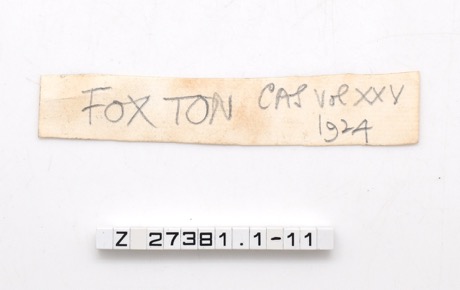 FOXTON CAS Vol XXV
1924
Z 27381.1-11